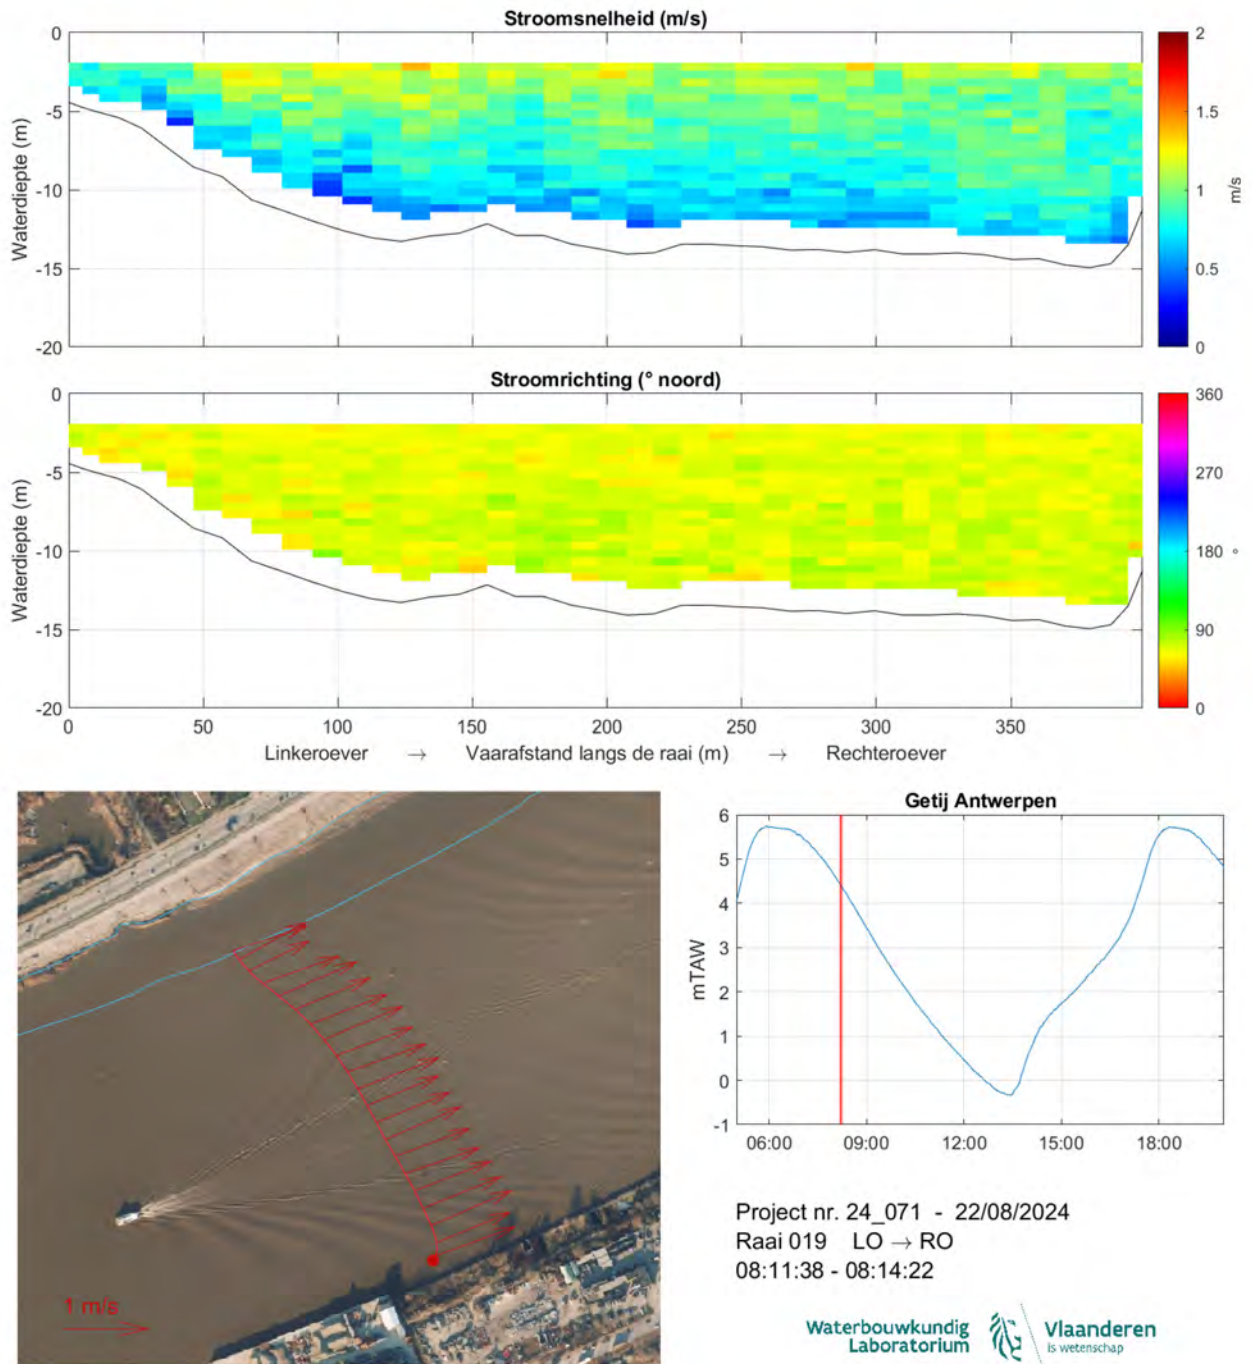 Stroomsnelheid (m/s)
0
-5
-10
-15
-20
Waterdiepte (m)
2
1.5
1
0.5
0
m/s
Stroomrichting (° noord)
0
-5
-10
-15
-20
Waterdiepte (m)
0 50 100 150 200 250 300 350
360
270
180
90
0
°
Linkeroever → Vaarafstand langs de raai (m) → Rechteroever
1 m/s
Getij Antwerpen
6
5
4
3
2
1
0
-1
mTAW
06:00 09:00 12:00 15:00 18:00
Project nr. 24_071 - 22/08/2024
Raai 019 LO → RO
08:11:38 - 08:14:22
Waterbouwkundig
Laboratorium
Vlaanderen
is wetenschap